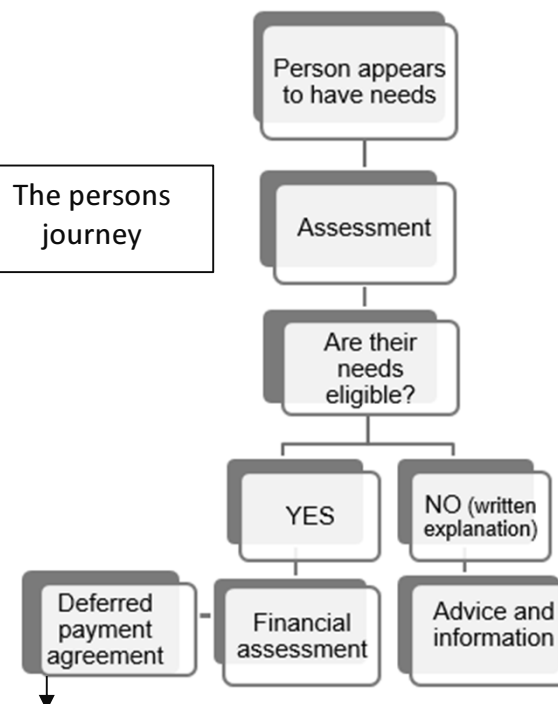 Person appears
to have needs
The persons
journey
Assessment
Are their
needs
eligible?
YES
NO (written
explanation)
Deferred
payment
agreement
Financial
assessment
Advice and
information